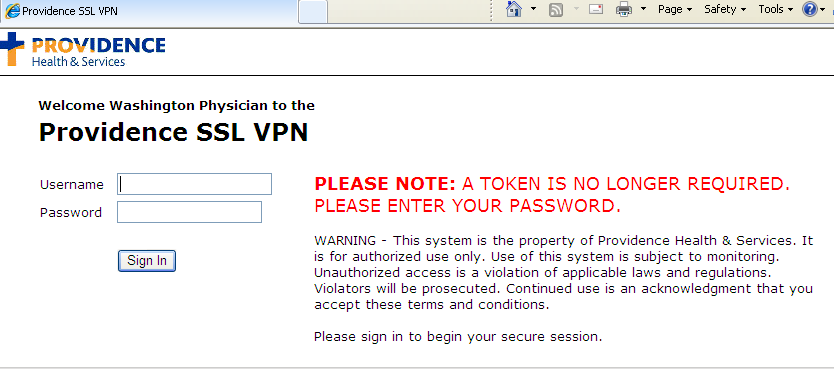 Providence SSL VPN
Page Safety Tools
PROVIDENCE
Health & Services
Welcome Washington Physician to the
Providence SSL VPN
Username
Password
Sign In
PLEASE NOTE: A TOKEN IS NO LONGER REQUIRED.
PLEASE ENTER YOUR PASSWORD.
WARNING - This system is the property of Providence Health & Services. It
is for authorized use only. Use of this system is subject to monitoring.
Unauthorized access is a violation of applicable laws and regulations.
Violators will be prosecuted. Continued use is an acknowledgment that you
accept these terms and conditions.
Please sign in to begin your secure session.